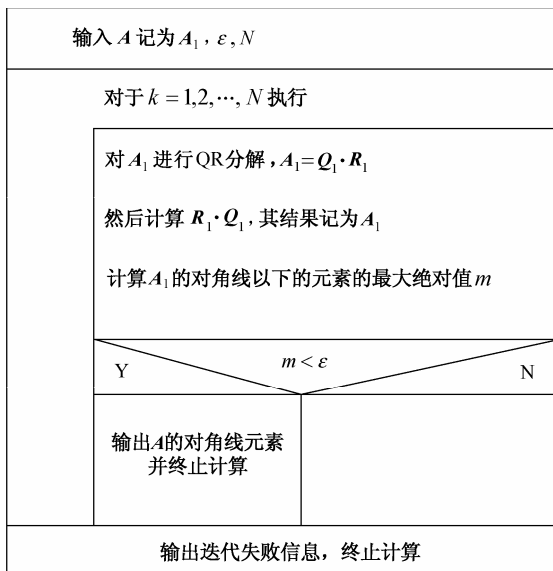 输入 A 记为 A₁, ε, N
对于 k = 1,2,⋯, N 执行
对 A₁ 进行QR分解, A₁= Q₁· R₁
然后计算 R₁· Q₁, 其结果记为 A₁
计算 A₁ 的对角线以下的元素的最大绝对值 m
Y
m < ε
N
输出A的对角线元素
并终止计算
输出迭代失败信息，终止计算